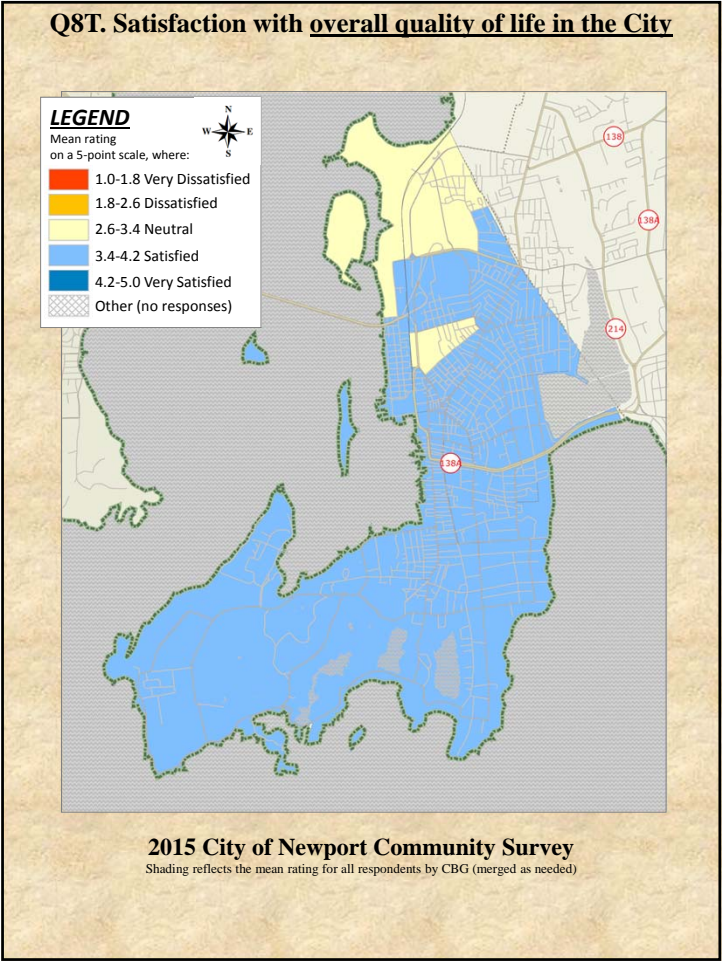 Q8T. Satisfaction with overall quality of life in the City
LEGEND
N
W E
S
Mean rating
on a 5-point scale, where:
1.0-1.8 Very Dissatisfied
1.8-2.6 Dissatisfied
2.6-3.4 Neutral
3.4-4.2 Satisfied
4.2-5.0 Very Satisfied
Other (no responses)
138
138A
214
138A
2015 City of Newport Community Survey
Shading reflects the mean rating for all respondents by CBG (merged as needed)